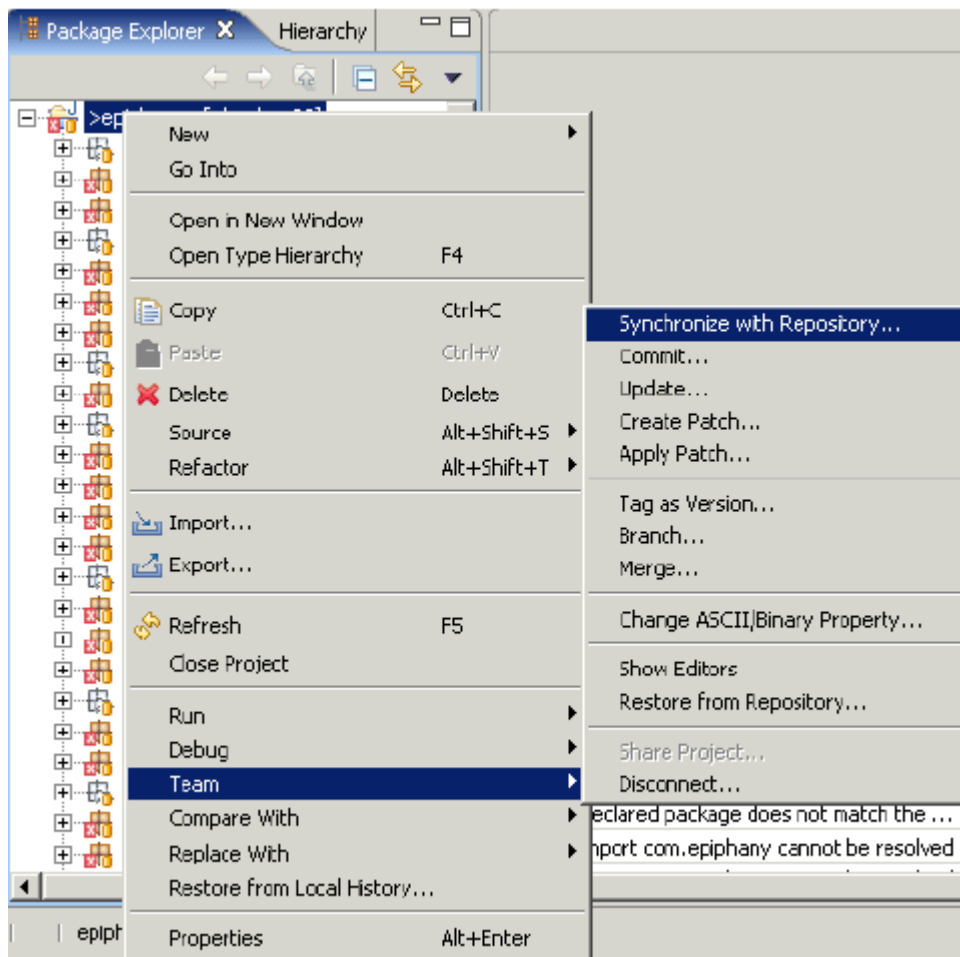 Package Explorer Hierarchy
New
Go Into
Open in New Window
Open Type Hierarchy F4
Copy Ctrl+C
Paste Ctrl+V
Delete Delete
Source Alt+Shift+S
Refactor Alt+Shift+T
Import...
Export...
Refresh F5
Close Project
Run
Debug
Team
Compare With
Replace With
Restore from Local History...
Properties Alt+Enter
Synchronize with Repository...
Commit...
Update...
Create Patch...
Apply Patch...
Tag as Version...
Branch...
Merge...
Change ASCII/Binary Property...
Show Editors
Restore from Repository...
Share Project...
Disconnect...
eclared package does not match the ...
mport com.epiphany cannot be resolved
epiph